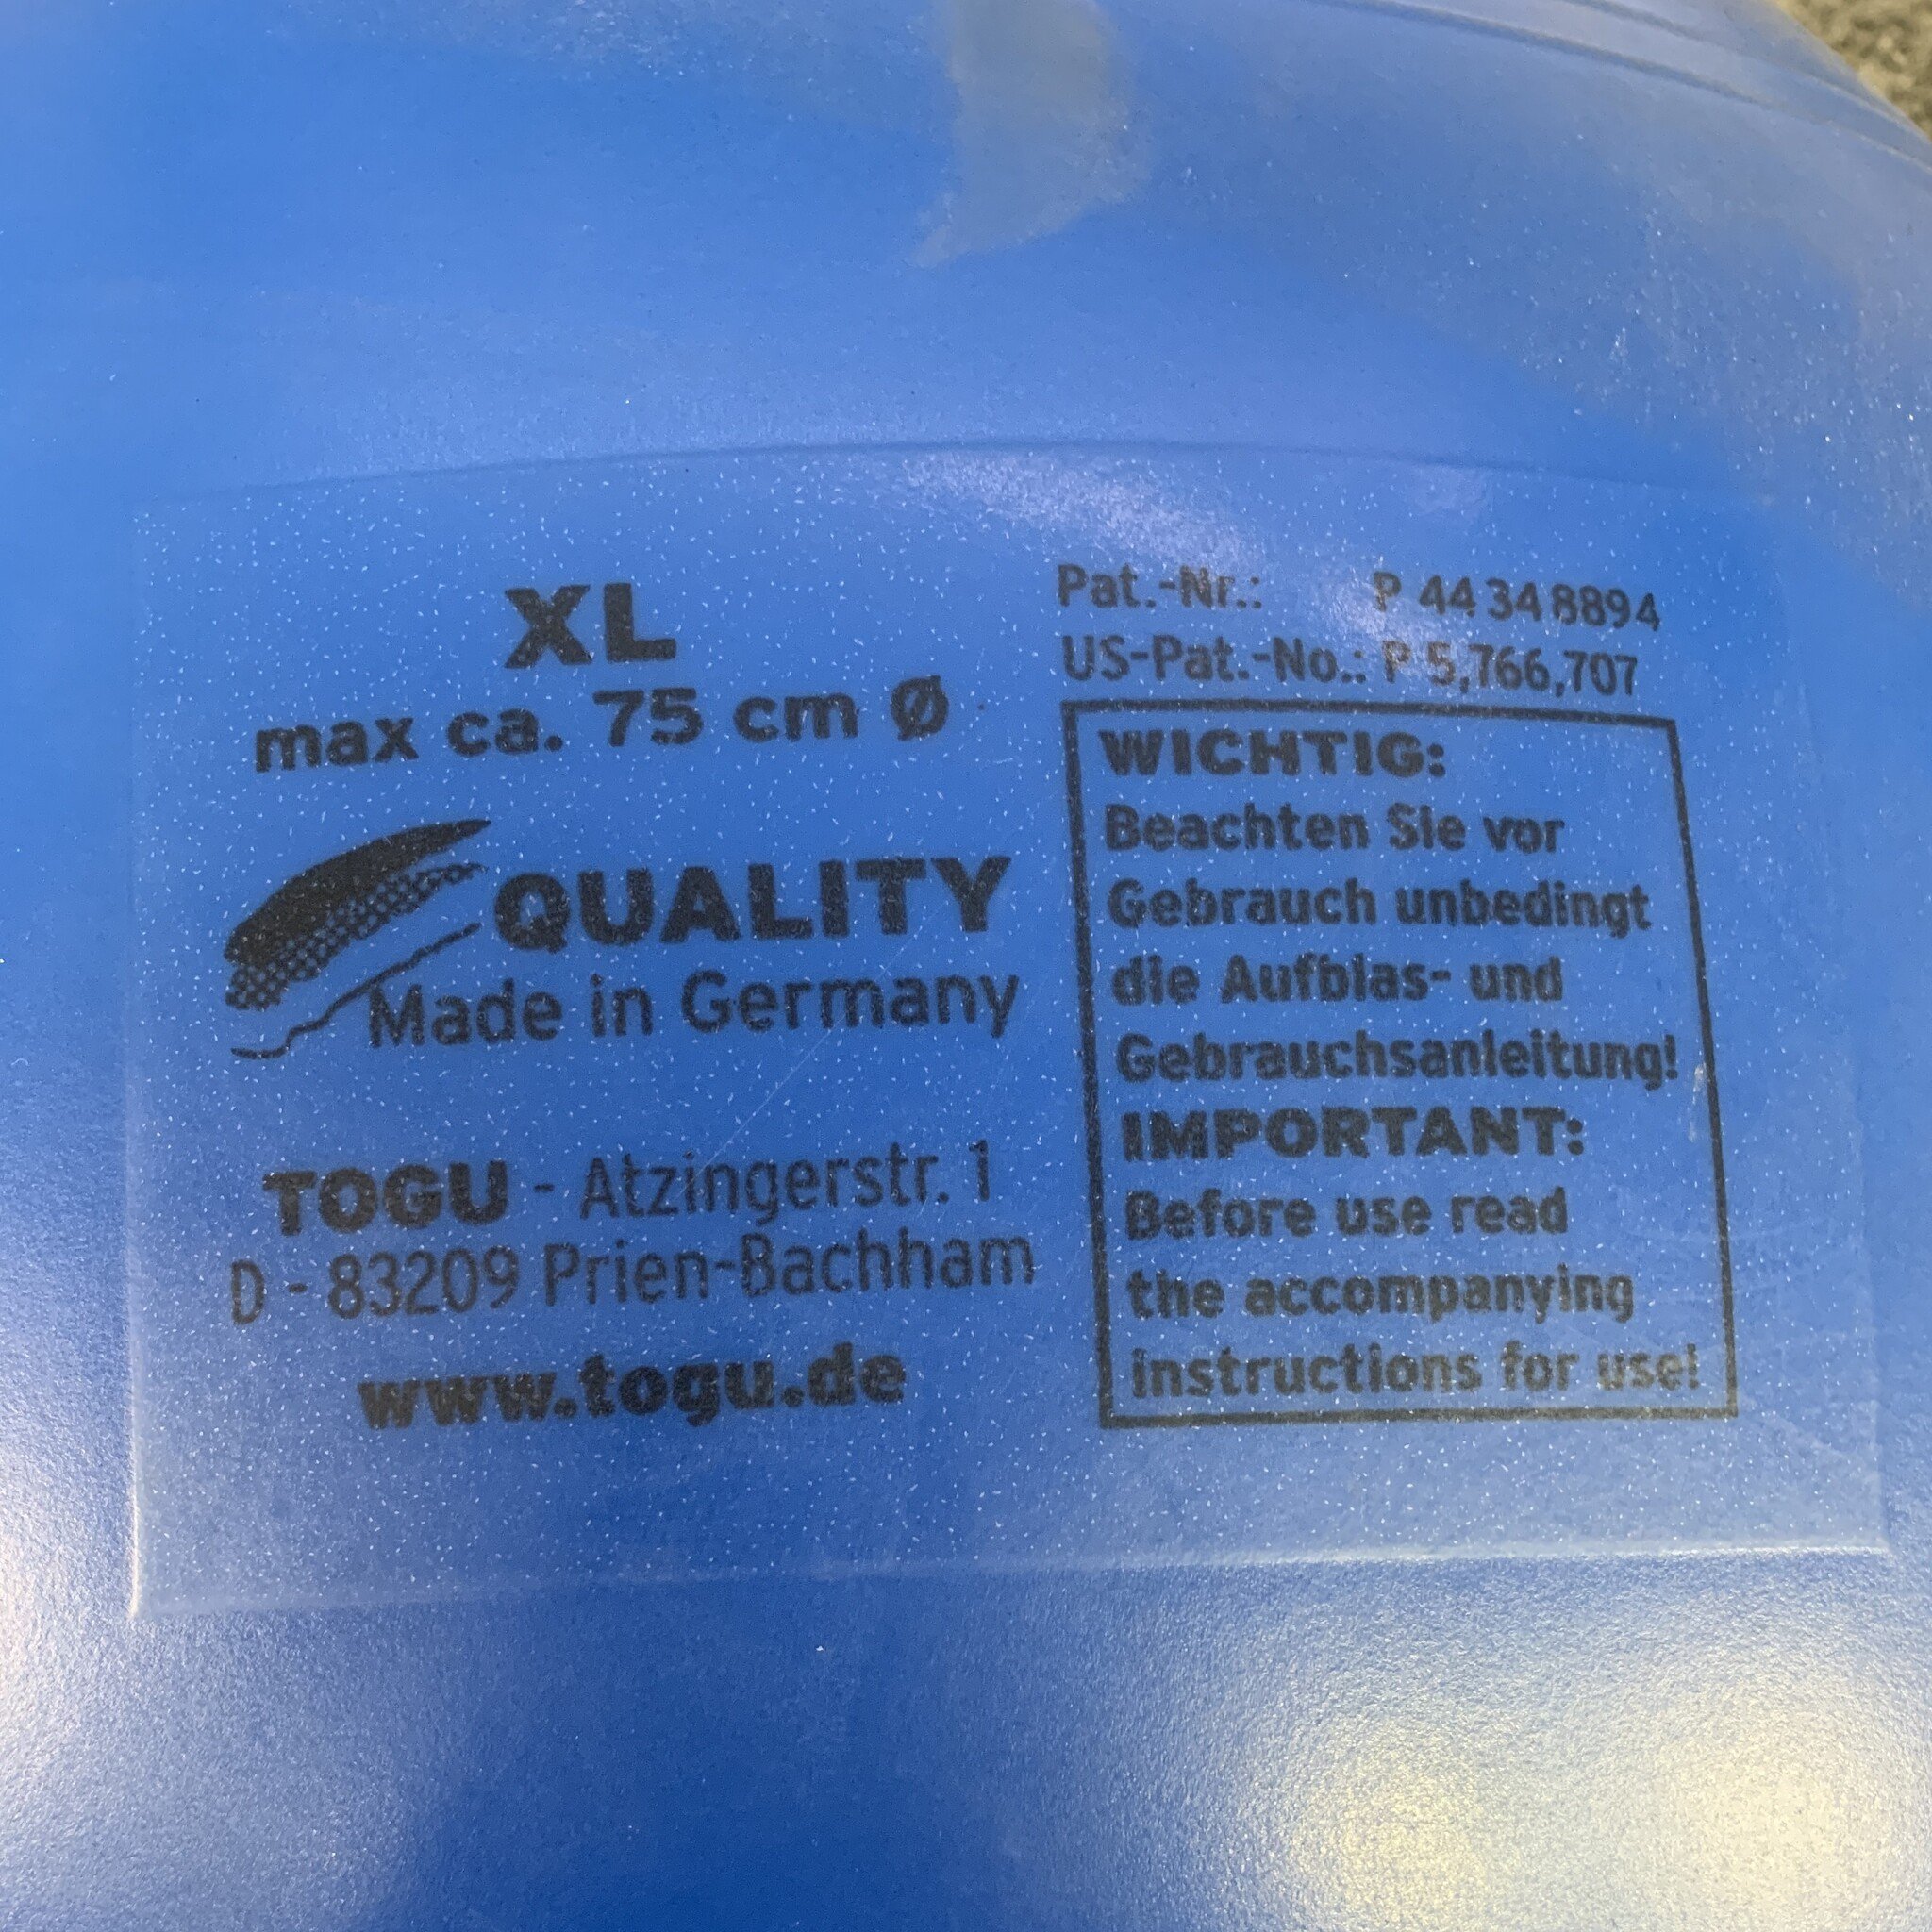 XL
max ca. 75 cm Ø
QUALITY
Made in Germany
TOGU - Atzingerstr. 1
D - 83209 Prien-Bachham
www.togu.de
Pat.-Nr.: P 44 34 8894
US-Pat.-No.: P 5,766,707
WICHTIG:
Beachten Sie vor
Gebrauch unbedingt
die Aufblas- und
Gebrauchsanleitung!
IMPORTANT:
Before use read
the accompanying
instructions for use!